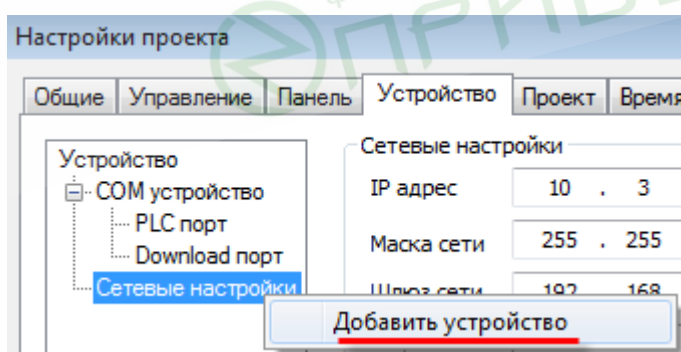 Настройки проекта
Общие Управление Панель Устройство Проект Время
Устройство
COM устройство
PLC порт
Download порт
Сетевые настройки
Сетевые настройки
IP адрес 10 . 3
Маска сети 255 . 255
Шлюз сети 192 168
Добавить устройство